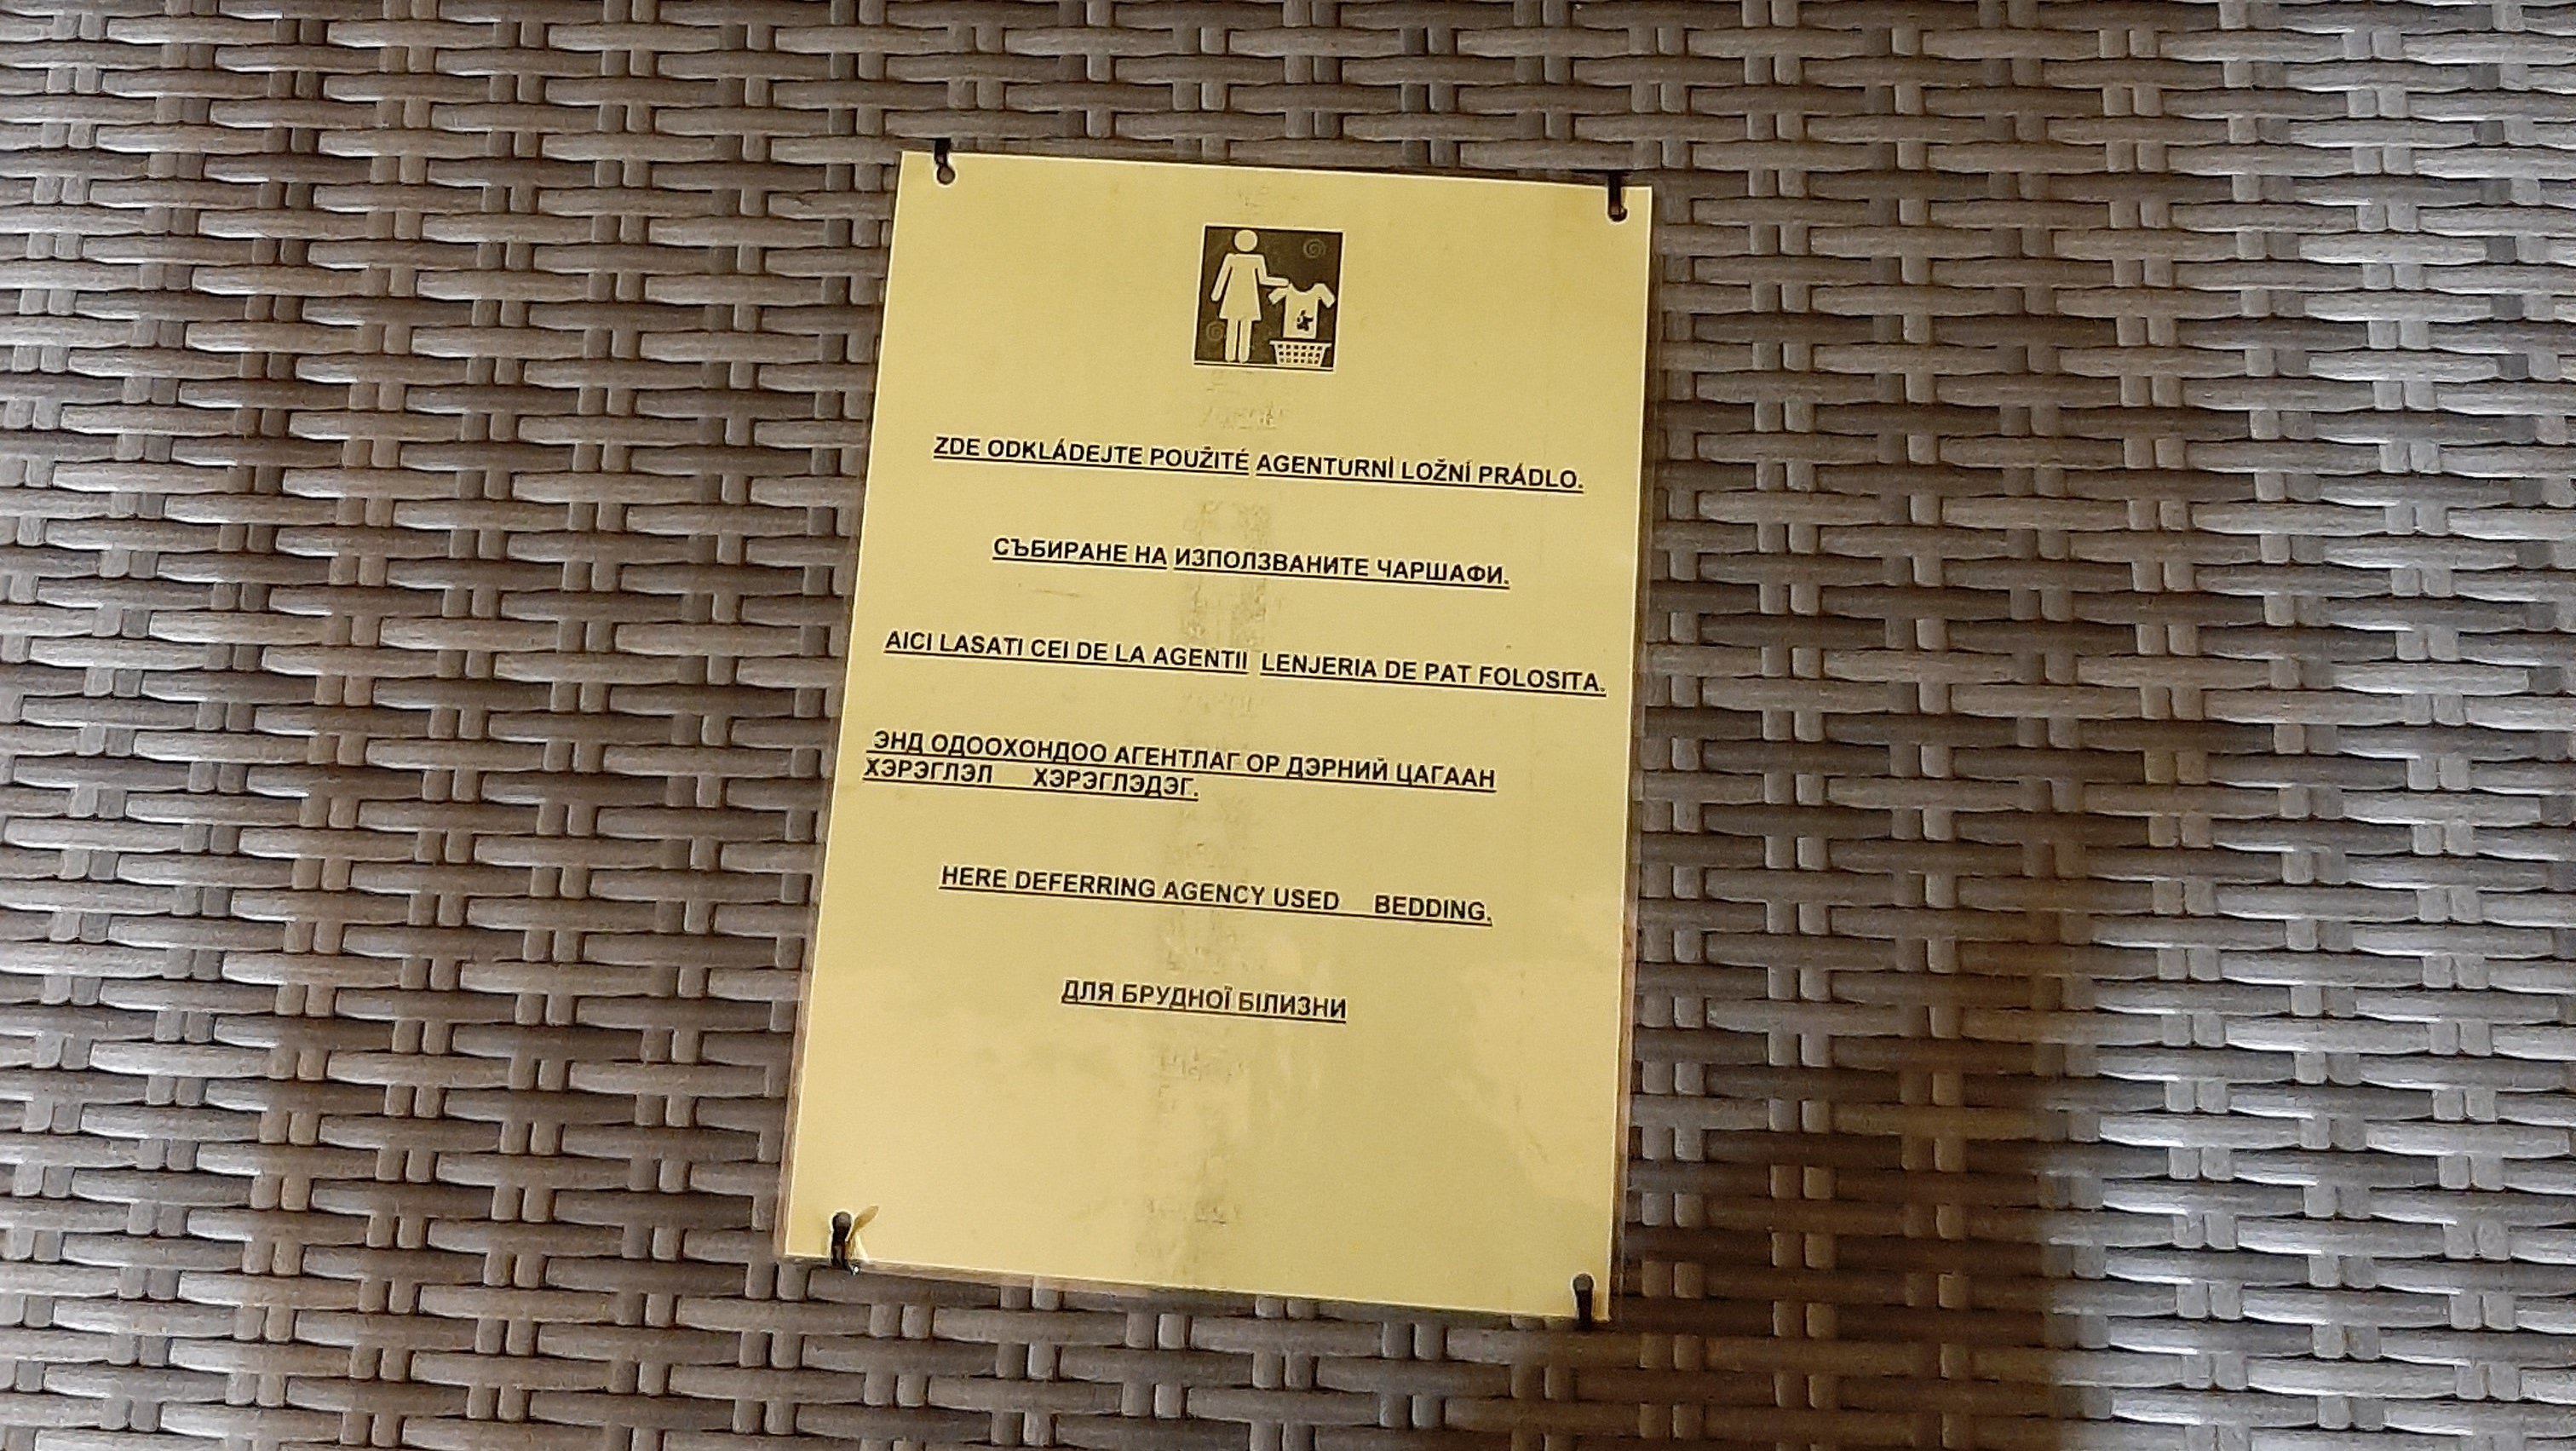 ZDE ODKLÁDEJTE POUŽITÉ AGENTURNÌ LOŽNÍ PRÁDLO.
СЪБИРАНЕ НА ИЗПОЛЗВАНИТЕ ЧАРШАФИ.
AICI LASATI CEI DE LA AGENTII LENJERIA DE PAT FOLOSITA.
ЭНД ОДООХОНДОО АГЕНТЛАГ ОР ДЭРНИЙ ЦАГААН
ХЭРЭГЛЭЛ ХЭРЭГЛЭДЭГ.
HERE DEFERRING AGENCY USED BEDDING.
ДЛЯ БРУДНОЇ БІЛИЗНИ